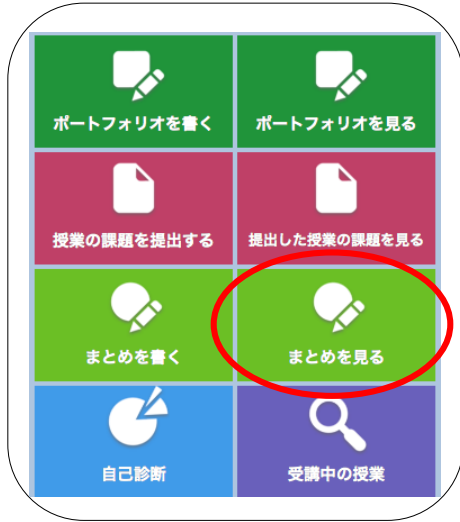 ポートフォリオを書く
ポートフォリオを見る
授業の課題を提出する
提出した授業の課題を見る
まとめを書く
まとめを見る
自己診断
受講中の授業